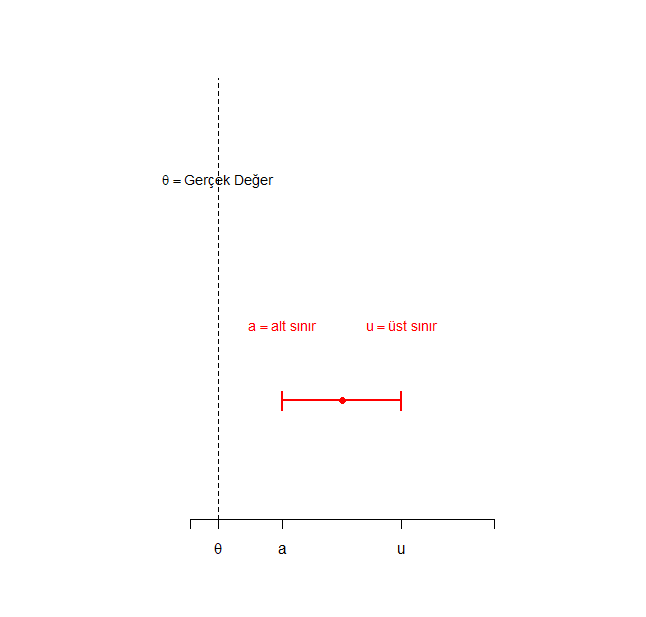 θ = Gerçek Değer
a = alt sınır
u = üst sınır
θ
a
u